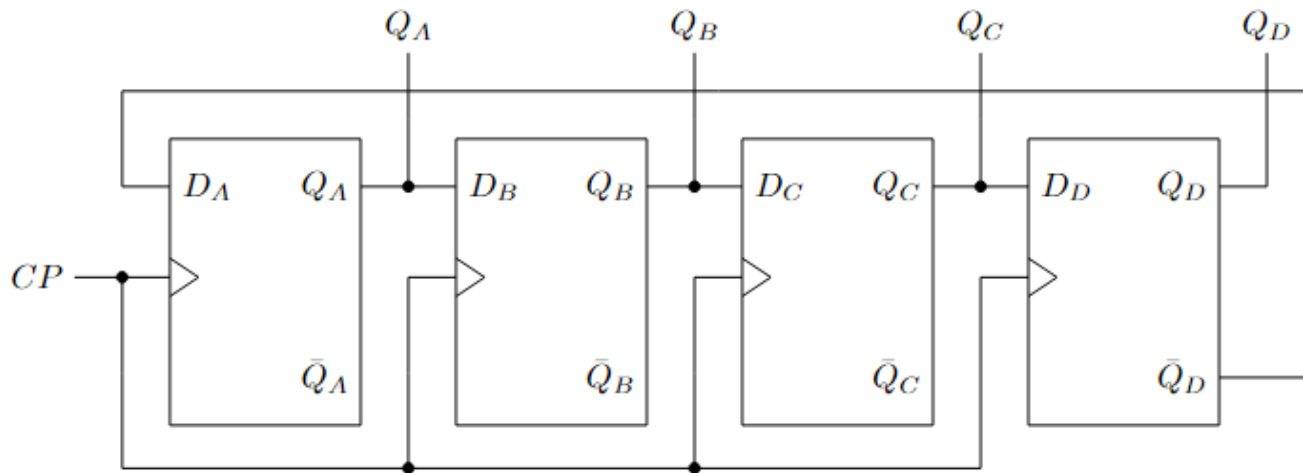 Q_A Q_B Q_C Q_D
D_A Q_A D_B Q_B D_C Q_C D_D Q_D
CP
Q̄_A Q̄_B Q̄_C Q̄_D